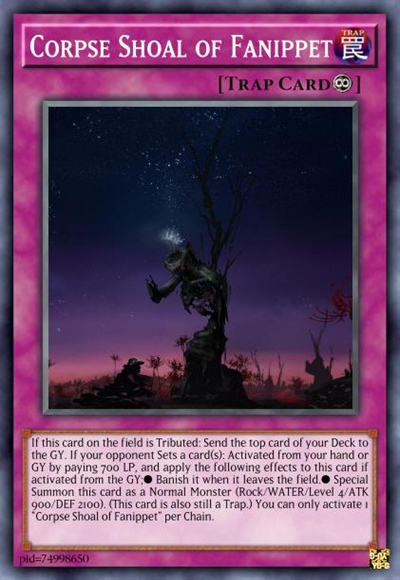 Corpse Shoal of Fanippet
TRAP
罠
[Trap Card]
If this card on the field is Tributed: Send the top card of your Deck to
the GY. If your opponent Sets a card(s): Activated from your hand or
GY by paying 700 LP, and apply the following effects to this card if
activated from the GY;● Banish it when it leaves the field.● Special
Summon this card as a Normal Monster (Rock/WATER/Level 4/ATK
900/DEF 2100). (This card is also still a Trap.) You can only activate 1
"Corpse Shoal of Fanippet" per Chain.
pid=74998650